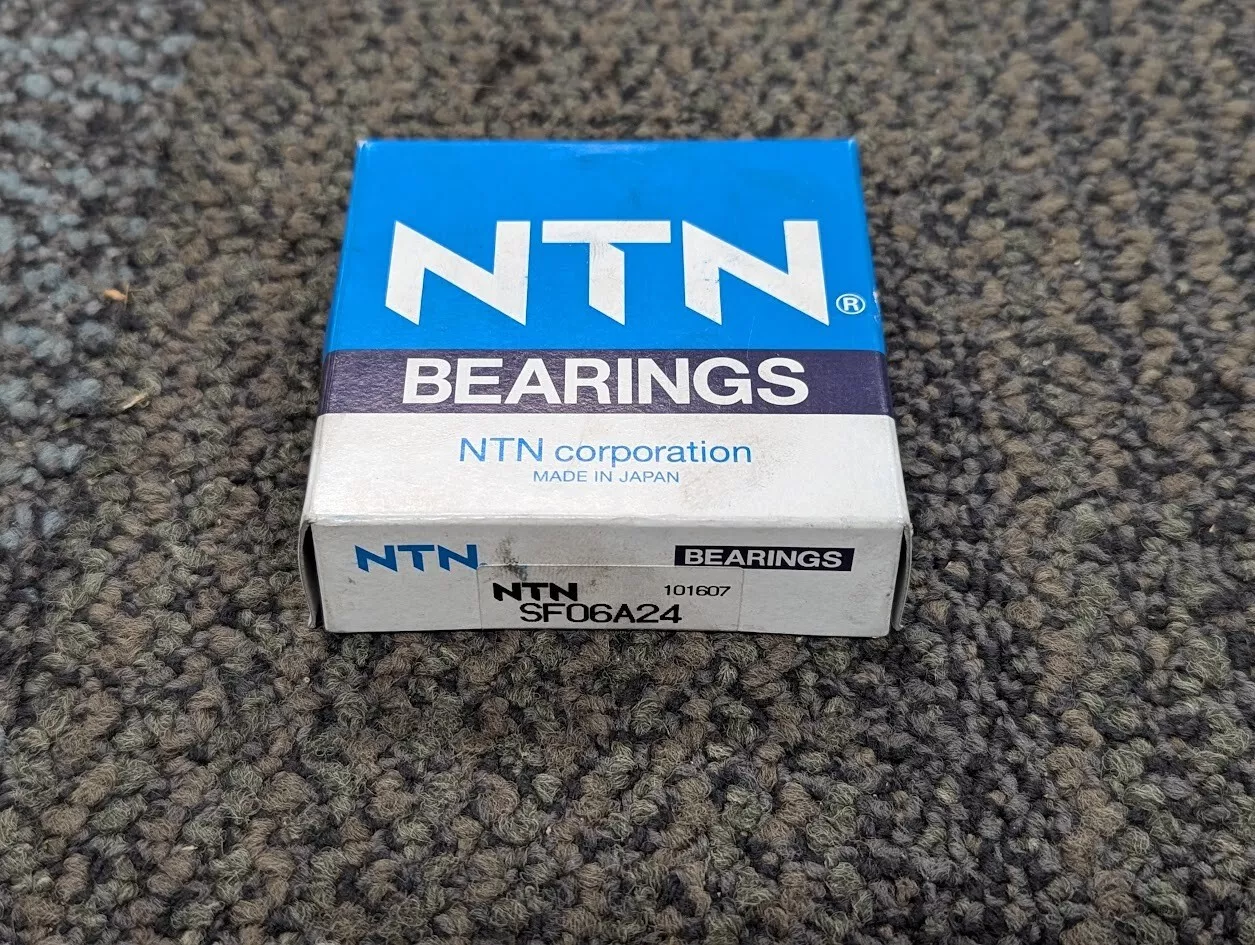 NTN®
BEARINGS
NTN corporation
MADE IN JAPAN
NTN BEARINGS
NTN 101607
SF06A24